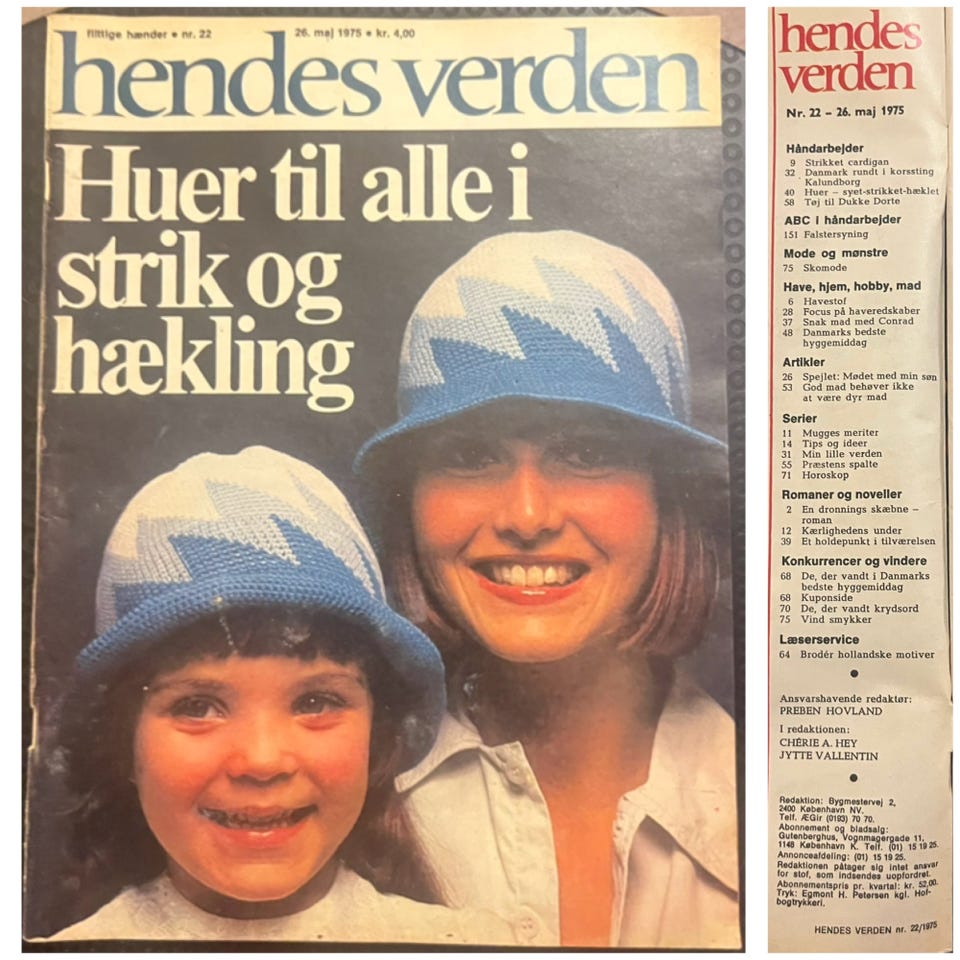 flittige hænder • nr. 22
26. maj 1975 • kr. 4,00
hendes verden
Huer til alle i
strik og
hækling
hendes
verden
Nr. 22 – 26. maj 1975
Håndarbejder
9 Strikket cardigan
32 Danmark rundt i korssting
Kalundborg
40 Huer – syet-strikket-hæklet
58 Tøj til Dukke Dorte
ABC i håndarbejder
151 Falstersyning
Mode og mønstre
75 Skomode
Have, hjem, hobby, mad
6 Havestof
28 Focus på haveredskaber
37 Snak mad med Conrad
48 Danmarks bedste
hyggemiddag
Artikler
26 Spejlet: Mødet med min søn
53 God mad behøver ikke
at være dyr mad
Serier
11 Mugges meriter
14 Tips og ideer
31 Min lille verden
55 Præstens spalte
71 Horoskop
Romaner og noveller
2 En dronnings skæbne –
roman
12 Kærlighedens under
39 Et holdepunkt i tilværelsen
Konkurrencer og vindere
68 De, der vandt i Danmarks
bedste hyggemiddag
68 Kuponside
70 De, der vandt krydsord
75 Vind smykker
Læserservice
64 Brodér hollandske motiver
●
Ansvarshavende redaktør:
PREBEN HOVLAND
I redaktionen:
CHÉRIE A. HEY
JYTTE VALLENTIN
●
Redaktion: Bygmestervej 2,
2400 København NV.
Telf. ÆGir (0193) 70 70.
Abonnement og bladsalg:
Gutenberghus, Vognmagergade 11,
1148 København K. Telf. (01) 15 19 25.
Annonceafdeling: (01) 15 19 25.
Redaktionen påtager sig intet ansvar
for stof, som indsendes uopfordret.
Abonnementspris pr. kvartal: kr. 52,00.
Tryk: Egmont H. Petersen kgl. Hof-
bogtrykkeri.
HENDES VERDEN nr. 22/1975